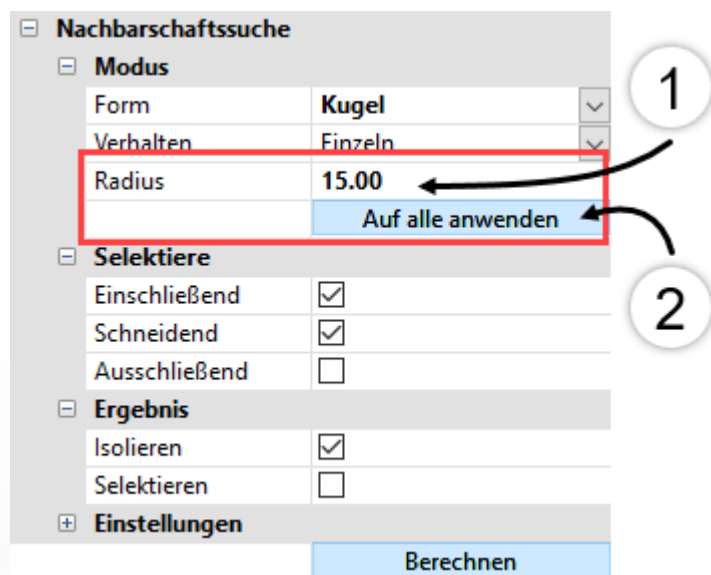 Nachbarschaftssuche
Modus
Form Kugel
Verhalten Einzeln
Radius 15.00
Auf alle anwenden
Selektiere
Einschließend
Schneidend
Ausschließend
Ergebnis
Isolieren
Selektieren
Einstellungen
Berechnen
1
2